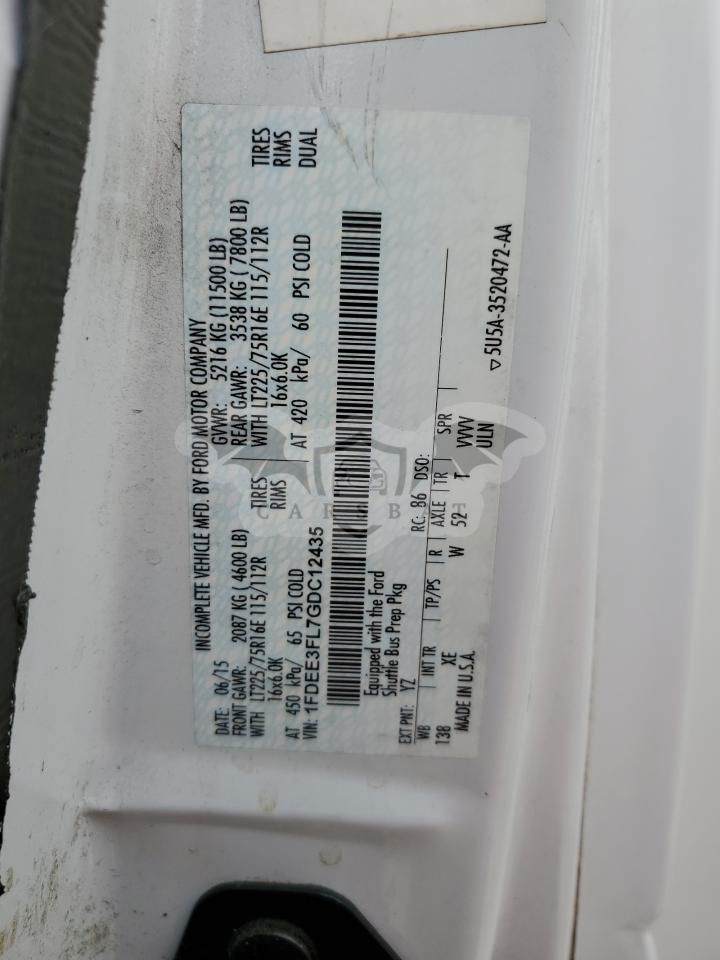 INCOMPLETE VEHICLE MFD. BY FORD MOTOR COMPANY
DATE: 06/15 GVWR: 5216 KG (11500 LB)
FRONT GAWR: 2087 KG (4600 LB) REAR GAWR: 3538 KG (7800 LB)
WITH LT225/75R16E 115/112R TIRES WITH LT225/75R16E 115/112R TIRES
16x6.0K RIMS 16x6.0K RIMS
AT 450 kPa/ 65 PSI COLD AT 420 kPa/ 60 PSI COLD DUAL
VIN: 1FDEE3FL7GDC12435
Equipped with the Ford
Shuttle Bus Prep Pkg
EXT PNT: YZ RC: 86 DSO:
WB INT TR TP/PS R AXLE TR SPR
138 XE W 52 T VVVV
MADE IN U.S.A. ULN
▽5U5A-3520472-AA
CARSBAT